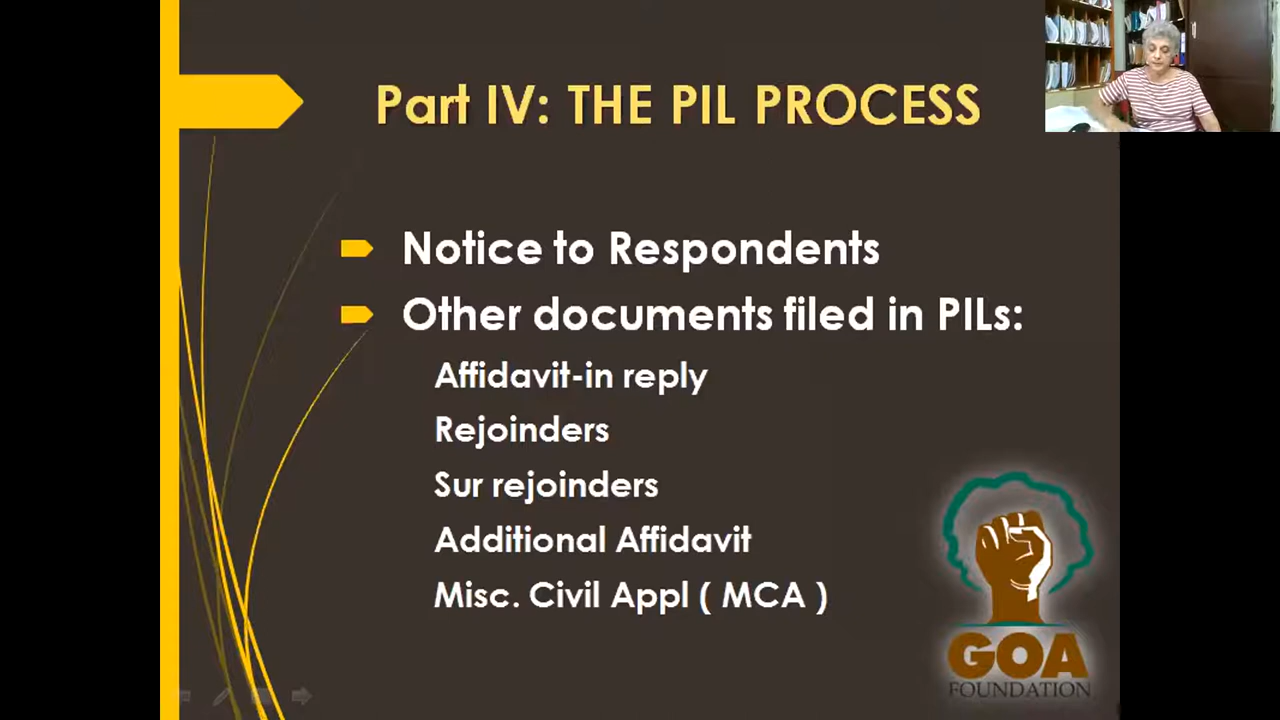 Part IV: THE PIL PROCESS
Notice to Respondents
Other documents filed in PILs:
Affidavit-in reply
Rejoinders
Sur rejoinders
Additional Affidavit
Misc. Civil Appl ( MCA )
GOA
FOUNDATION